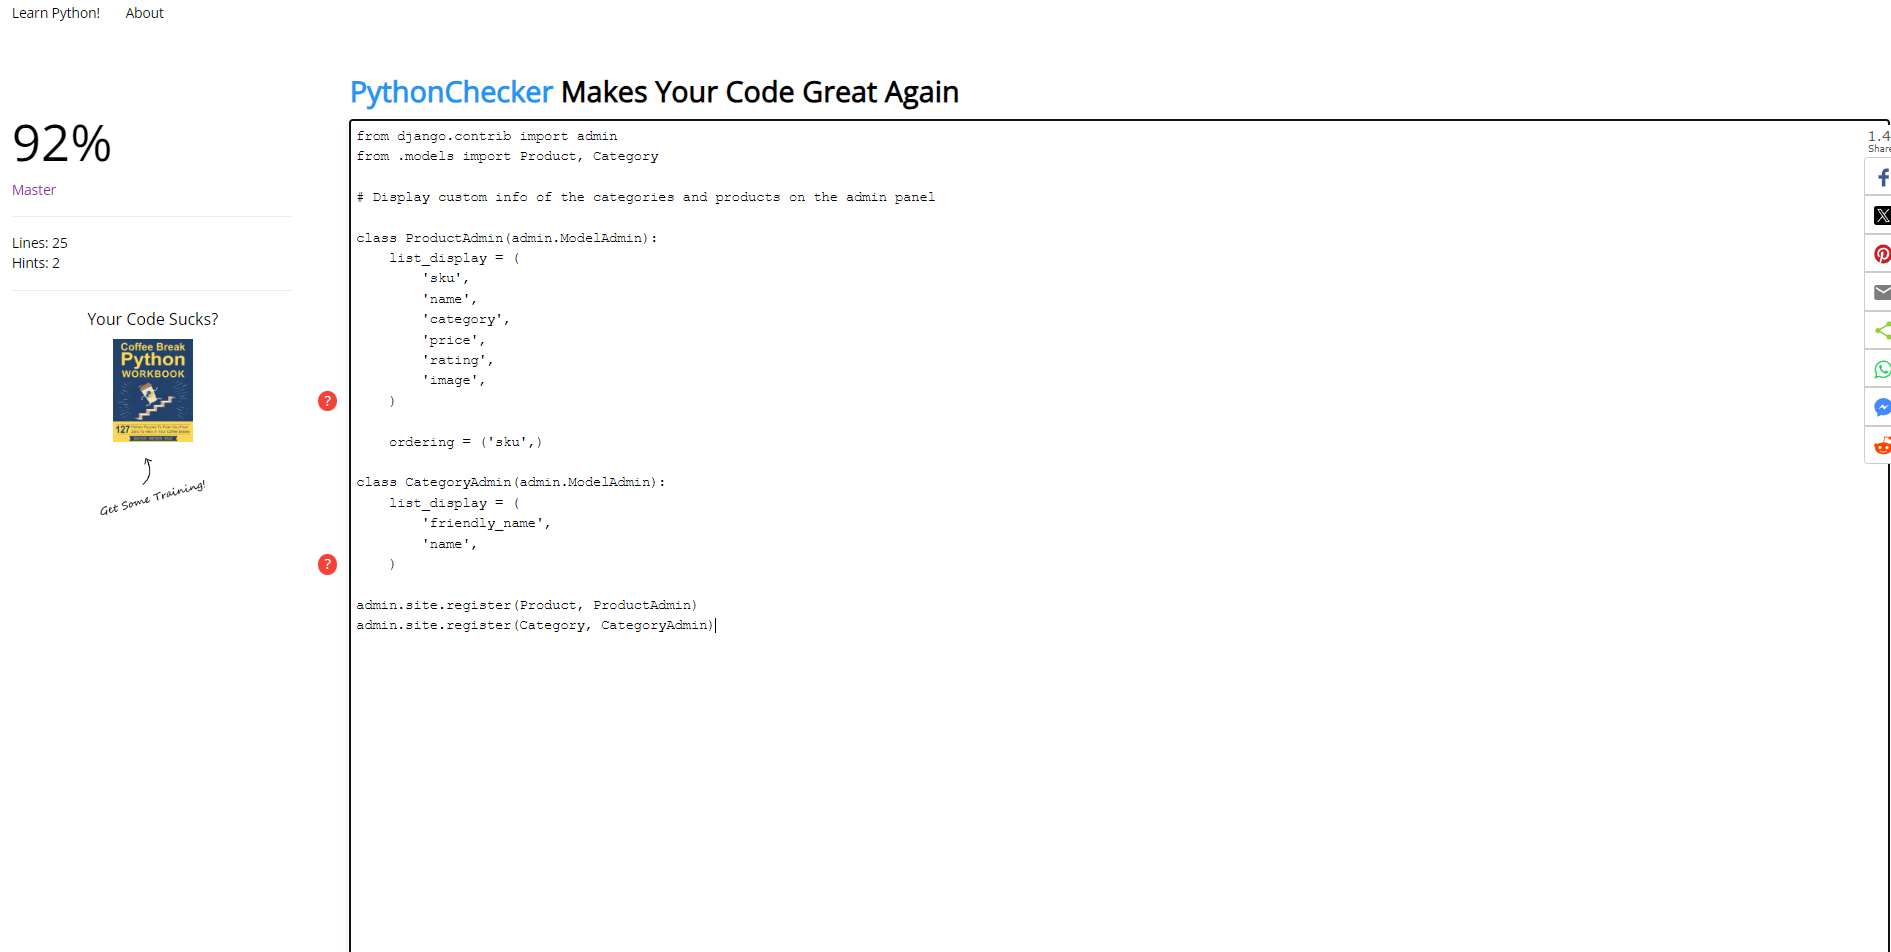 Learn Python! About
PythonChecker Makes Your Code Great Again
92%
Master
Lines: 25
Hints: 2
Your Code Sucks?
Coffee Break
Python
WORKBOOK
127
Get Some Training!
?
?
from django.contrib import admin
from .models import Product, Category

# Display custom info of the categories and products on the admin panel

class ProductAdmin(admin.ModelAdmin):
    list_display = (
        'sku',
        'name',
        'category',
        'price',
        'rating',
        'image',
    )

    ordering = ('sku',)

class CategoryAdmin(admin.ModelAdmin):
    list_display = (
        'friendly_name',
        'name',
    )

admin.site.register(Product, ProductAdmin)
admin.site.register(Category, CategoryAdmin)
1.4
Share